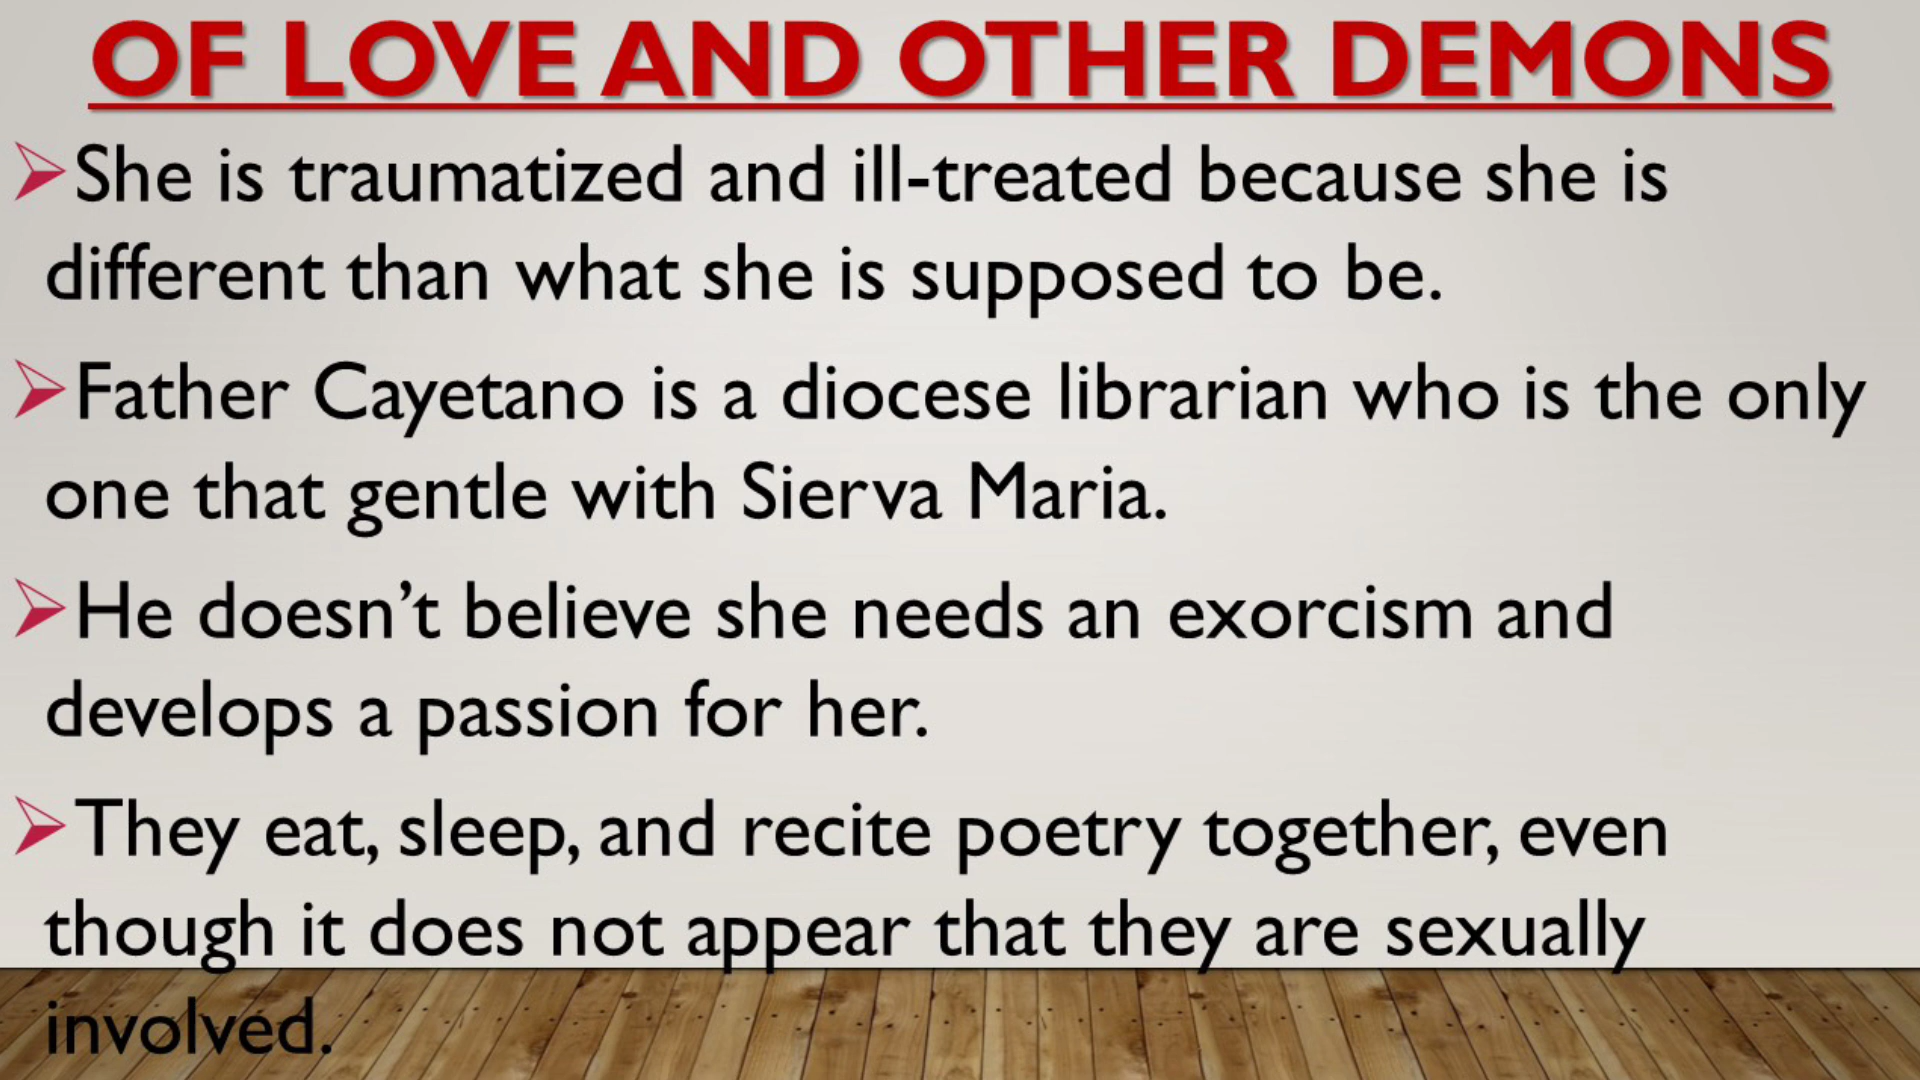 OF LOVE AND OTHER DEMONS
➢She is traumatized and ill-treated because she is
different than what she is supposed to be.
➢Father Cayetano is a diocese librarian who is the only
one that gentle with Sierva Maria.
➢He doesn’t believe she needs an exorcism and
develops a passion for her.
➢They eat, sleep, and recite poetry together, even
though it does not appear that they are sexually
involved.